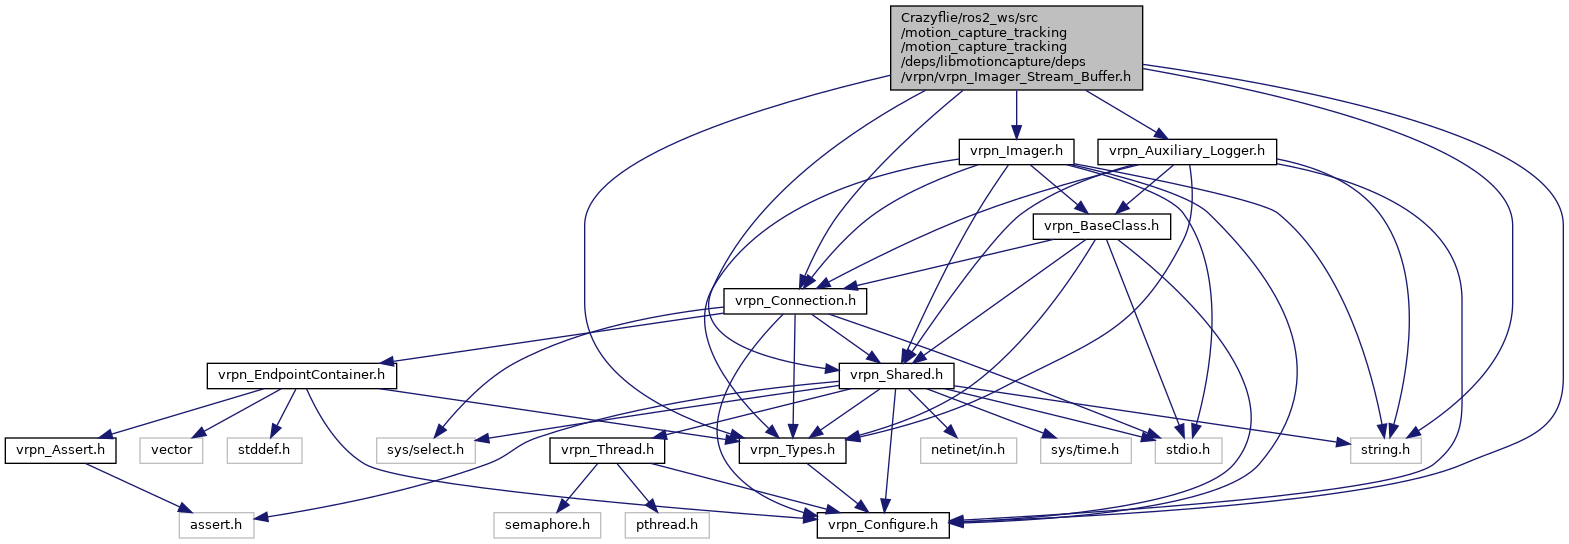 Crazyflie/ros2_ws/src
/motion_capture_tracking
/motion_capture_tracking
/deps/libmotioncapture/deps
/vrpn/vrpn_Imager_Stream_Buffer.h
vrpn_Imager.h
vrpn_Auxiliary_Logger.h
vrpn_BaseClass.h
vrpn_Connection.h
vrpn_EndpointContainer.h
vrpn_Shared.h
vrpn_Assert.h
vector
stddef.h
sys/select.h
vrpn_Thread.h
vrpn_Types.h
netinet/in.h
sys/time.h
stdio.h
string.h
assert.h
semaphore.h
pthread.h
vrpn_Configure.h